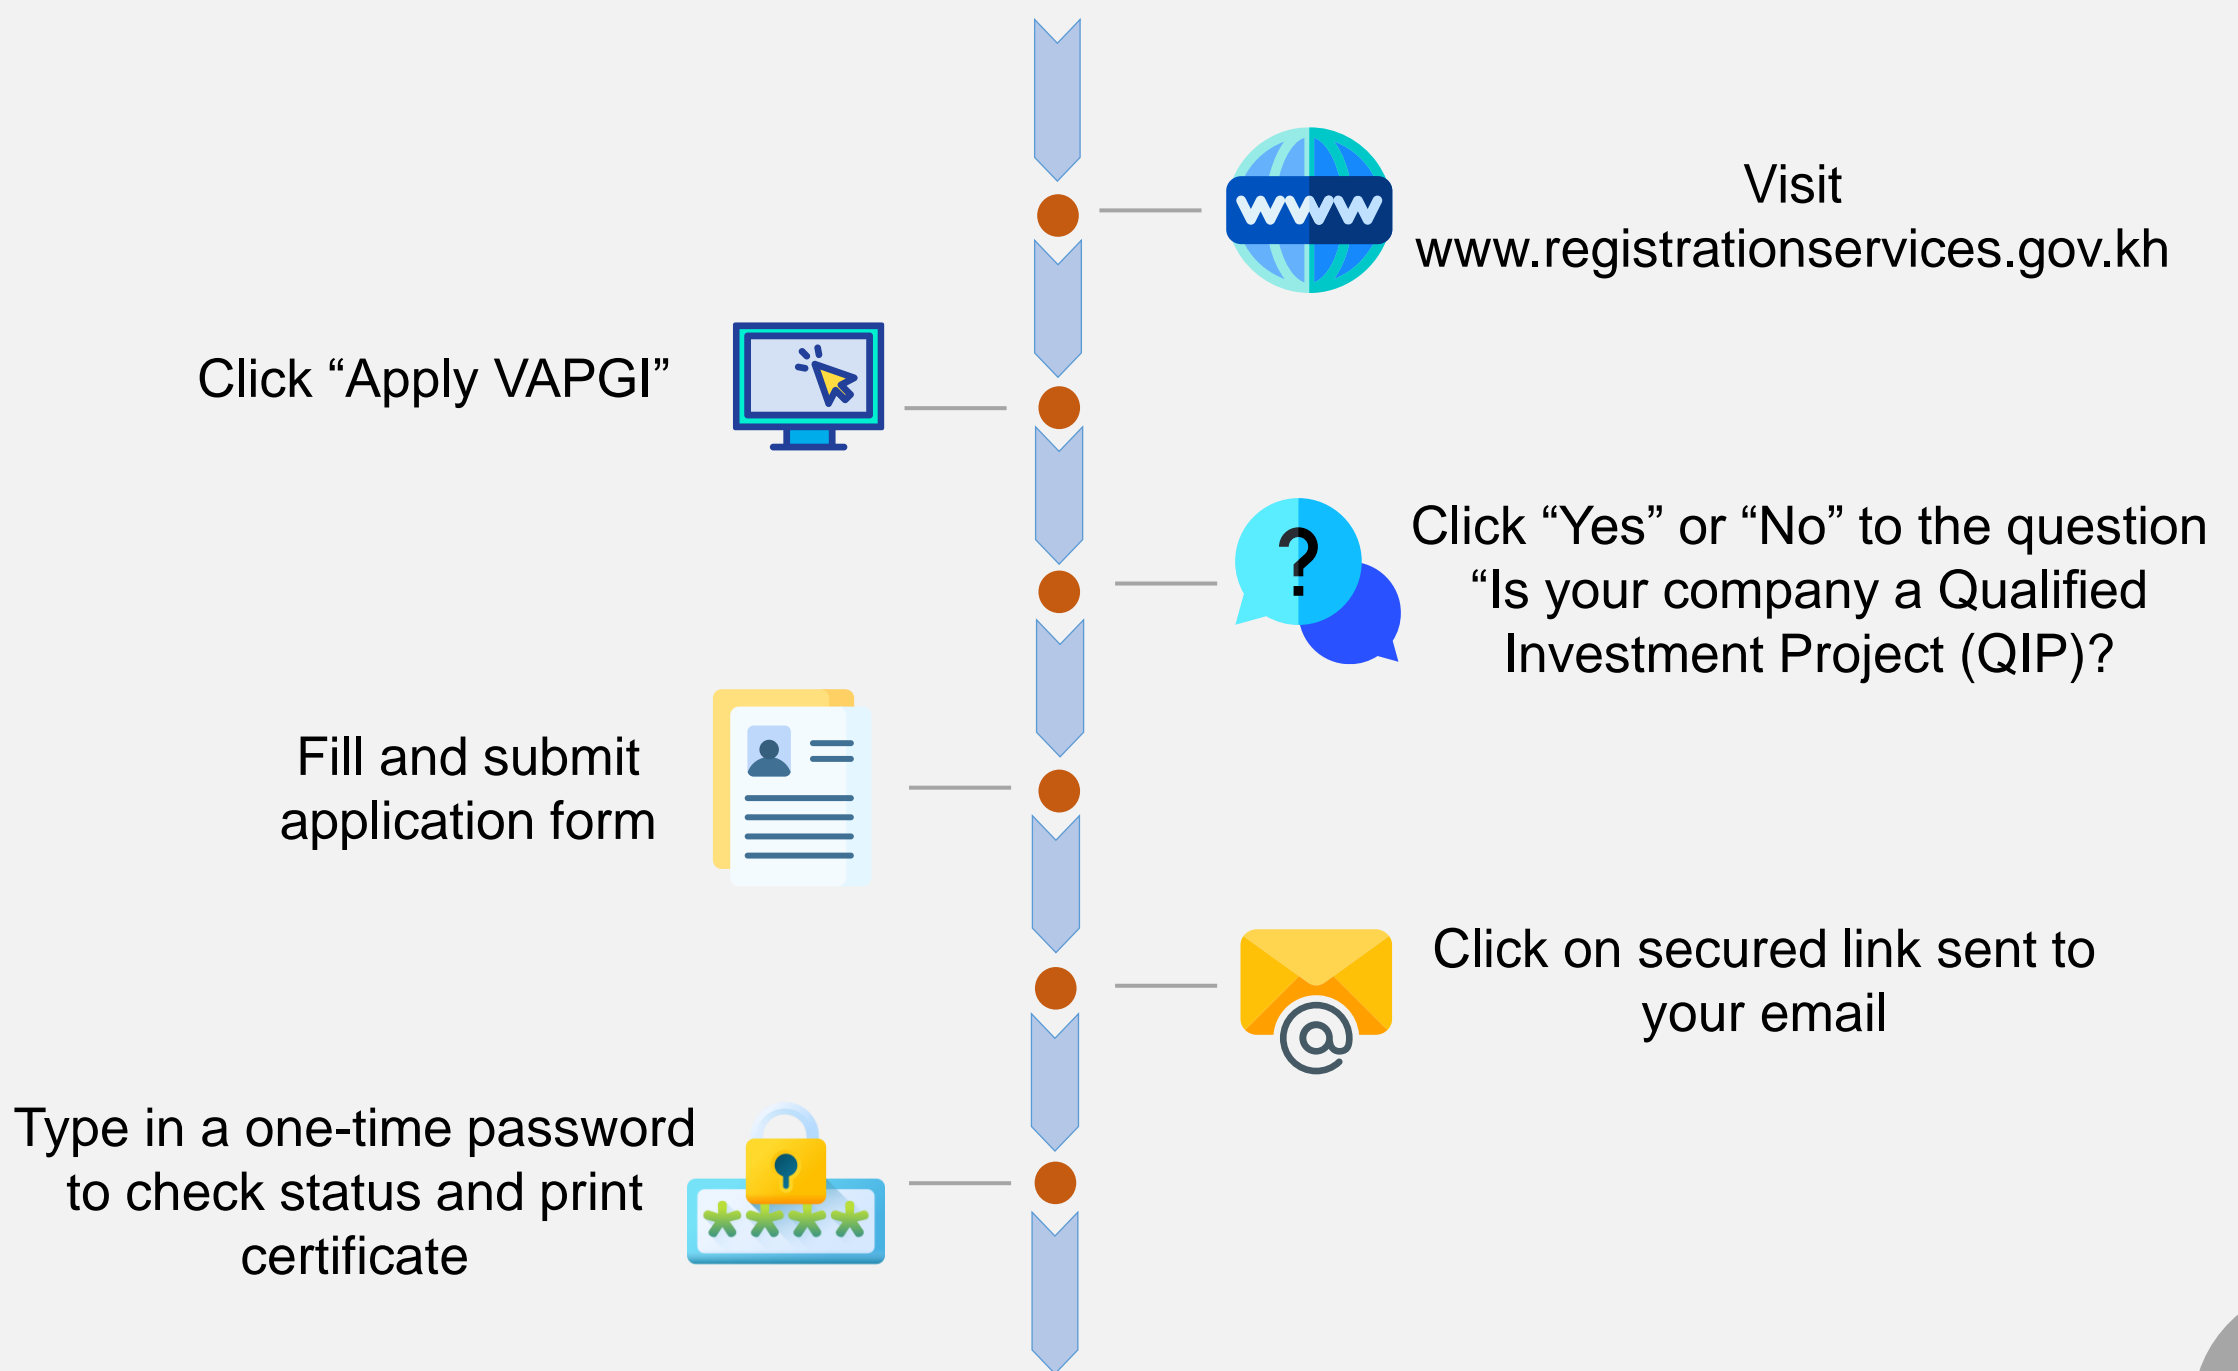 Visit
www.registrationservices.gov.kh
www
Click “Apply VAPGI”
Click “Yes” or “No” to the question
“Is your company a Qualified
Investment Project (QIP)?
?
Fill and submit
application form
Click on secured link sent to
your email
@
Type in a one-time password
to check status and print
certificate
****